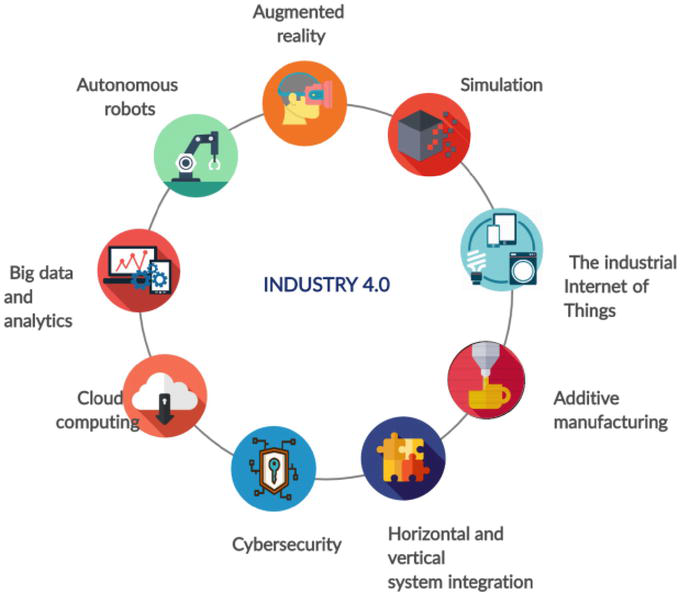 Augmented
reality
Autonomous
robots
Simulation
Big data
and
analytics
INDUSTRY 4.0
The industrial
Internet of
Things
Cloud
computing
Additive
manufacturing
Cybersecurity
Horizontal and
vertical
system integration